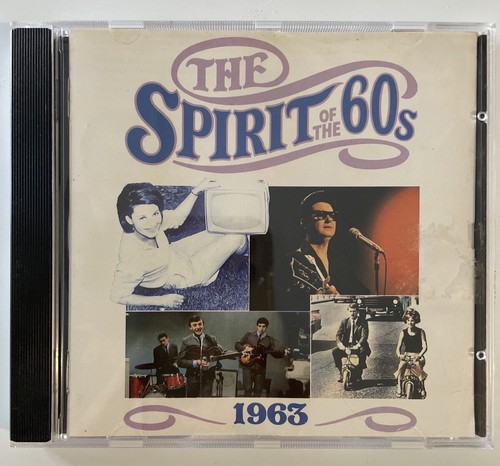 THE
SPIRIT OF THE 60s
1963